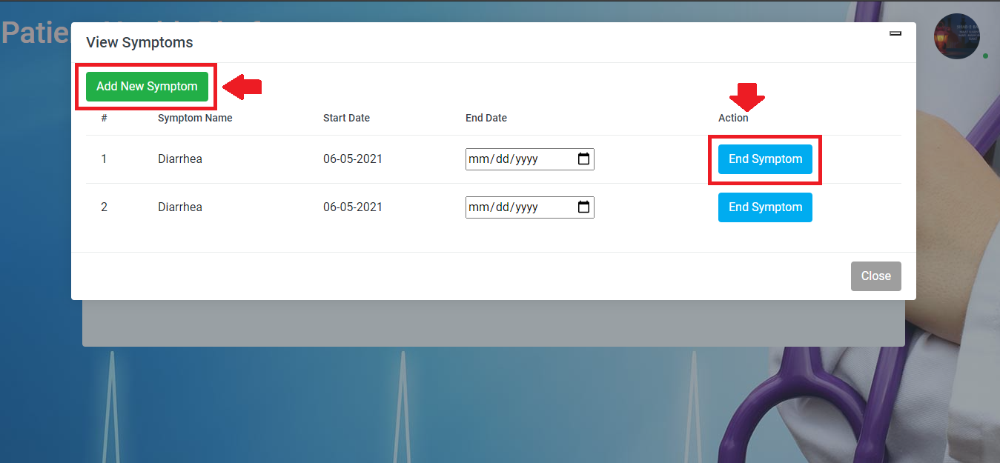 Patie
View Symptoms
Add New Symptom
# Symptom Name Start Date End Date Action
1 Diarrhea 06-05-2021 mm/dd/yyyy End Symptom
2 Diarrhea 06-05-2021 mm/dd/yyyy End Symptom
Close